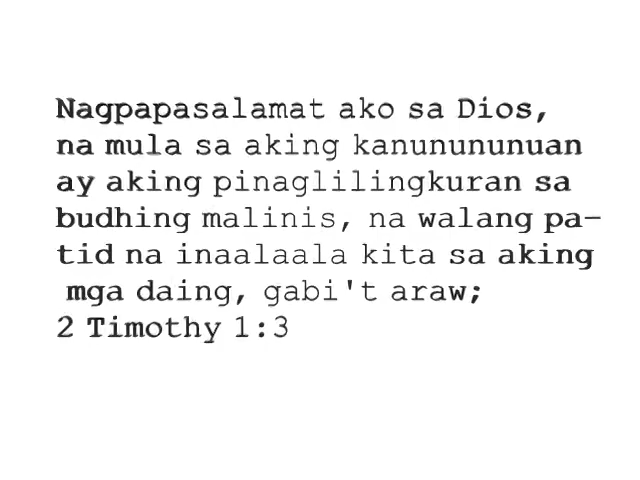 Nagpapasalamat ako sa Dios,
na mula sa aking kanunununuan
ay aking pinaglilingkuran sa
budhing malinis, na walang pa-
tid na inaalaala kita sa aking
mga daing, gabi't araw;
2 Timothy 1:3